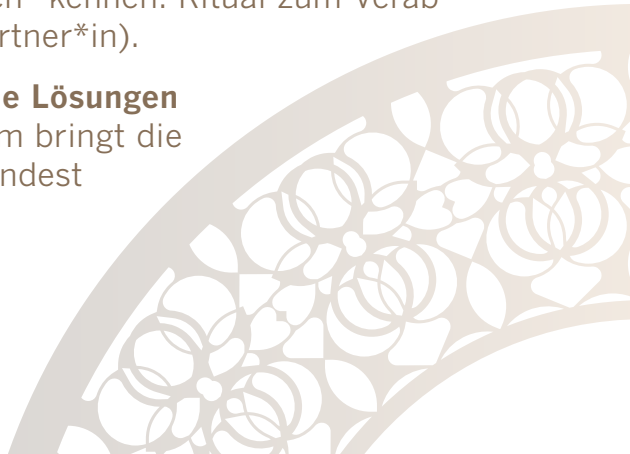 en“ kennen. Ritual zum Verab
rtner*in).
e Lösungen
m bringt die
ndest